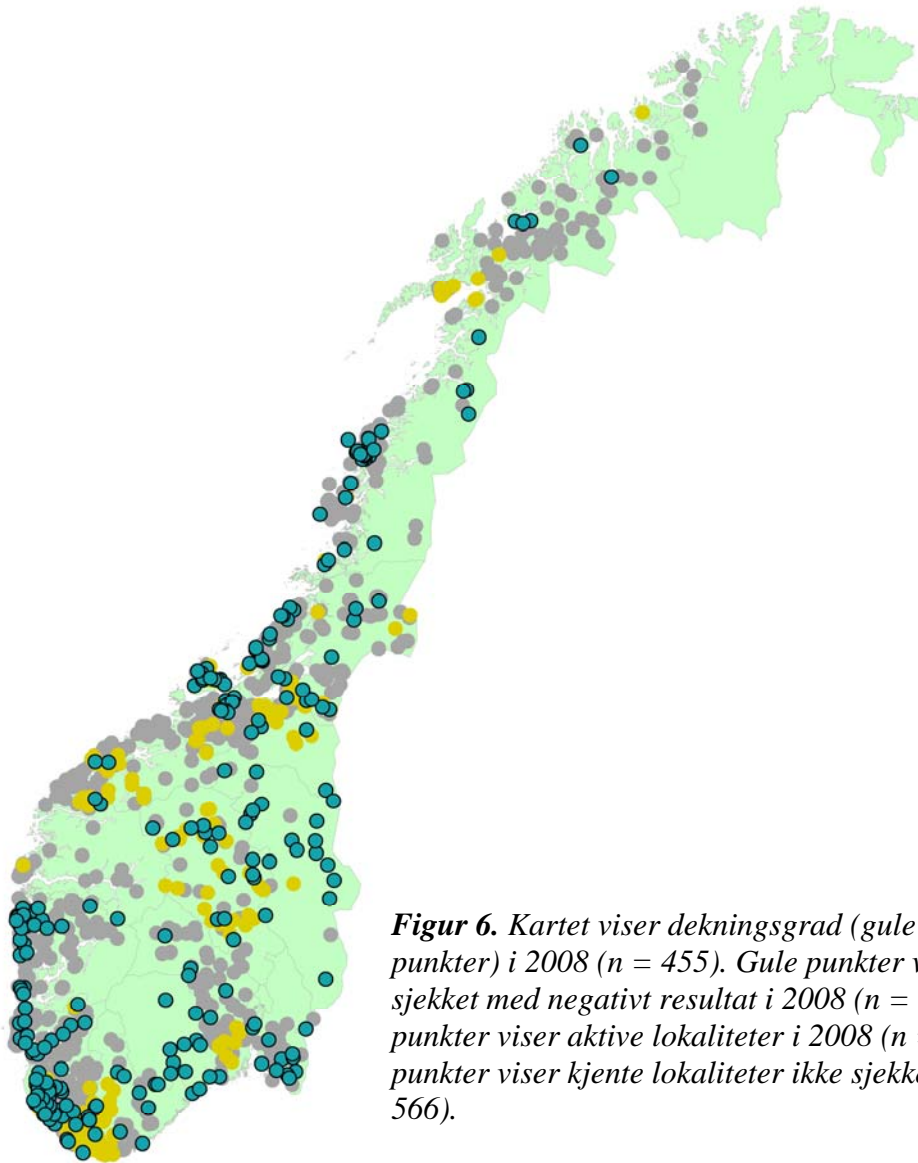 Figur 6. Kartet viser dekningsgrad (gule
punkter) i 2008 (n = 455). Gule punkter
sjekket med negativt resultat i 2008 (n =
punkter viser aktive lokaliteter i 2008 (n
punkter viser kjente lokaliteter ikke
566).